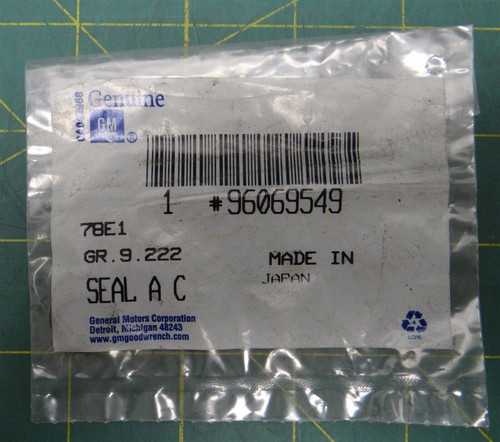 Genuine
GM ®
1 #96069549
78E1
GR.9.222
MADE IN
JAPAN
SEAL A C
General Motors Corporation
Detroit, Michigan 48243
www.gmgoodwrench.com
LDPE